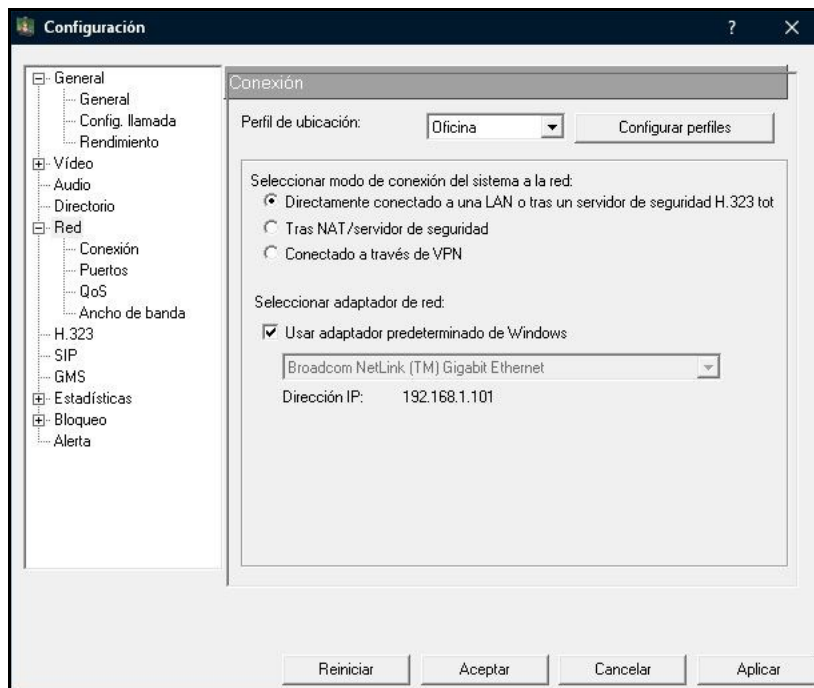 Configuración
General
General
Config. llamada
Rendimiento
Vídeo
Audio
Directorio
Red
Conexión
Puertos
QoS
Ancho de banda
H.323
SIP
GMS
Estadísticas
Bloqueo
Alerta
Conexión
Perfil de ubicación: Oficina Configurar perfiles
Seleccionar modo de conexión del sistema a la red:
Directamente conectado a una LAN o tras un servidor de seguridad H.323 tot
Tras NAT/servidor de seguridad
Conectado a través de VPN
Seleccionar adaptador de red:
Usar adaptador predeterminado de Windows
Broadcom NetLink (TM) Gigabit Ethernet
Dirección IP: 192.168.1.101
Reiniciar Aceptar Cancelar Aplicar